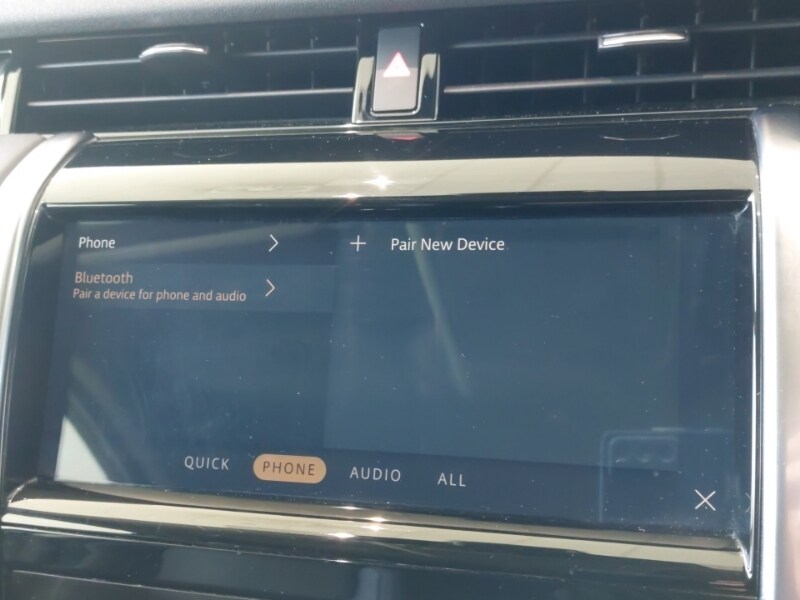 Phone
Pair New Device
Bluetooth
Pair a device for phone and audio
QUICK PHONE AUDIO ALL